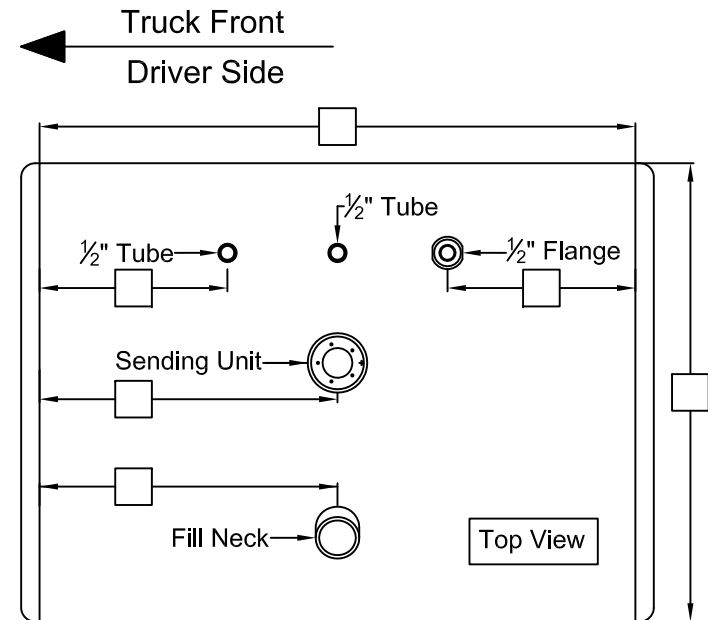 Truck Front
Driver Side
½" Tube
½" Tube
½" Flange
Sending Unit
Fill Neck
Top View